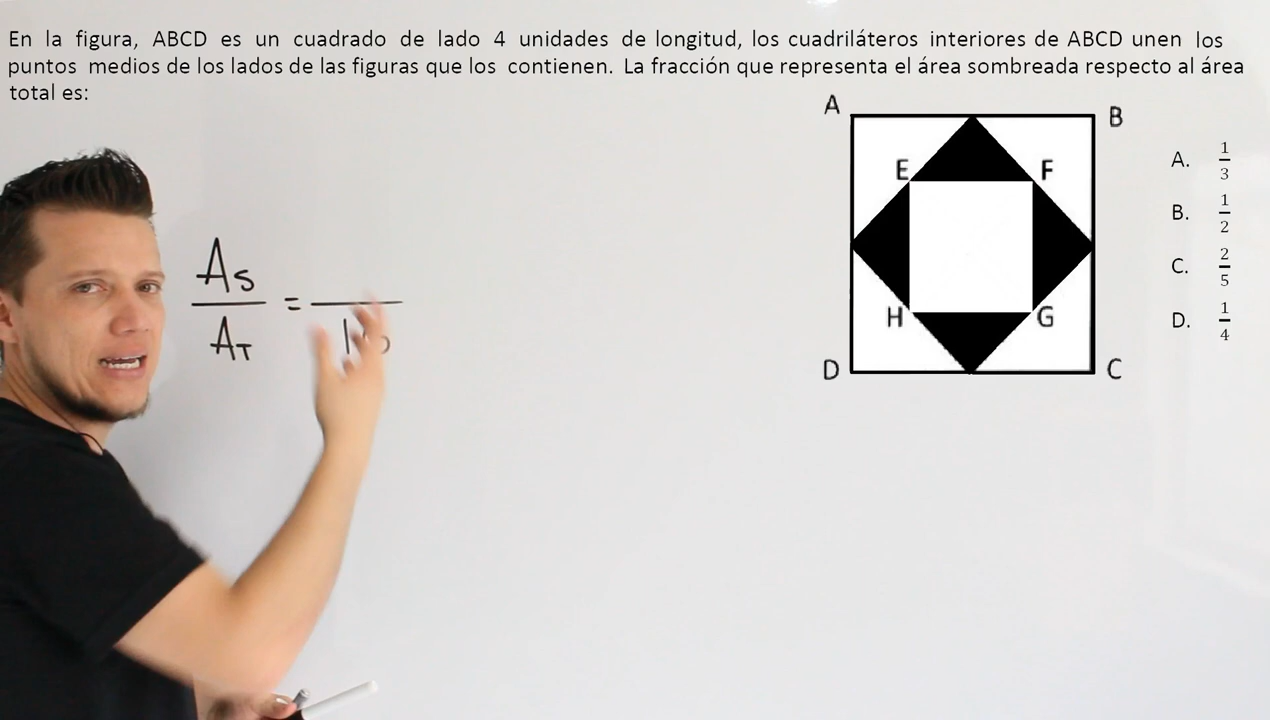 En la figura, ABCD es un cuadrado de lado 4 unidades de longitud, los cuadriláteros interiores de ABCD unen los
puntos medios de los lados de las figuras que los contienen. La fracción que representa el área sombreada respecto al área
total es:
A
B
E
F
H
G
D
C
A. 1/3
B. 1/2
C. 2/5
D. 1/4
As/AT =